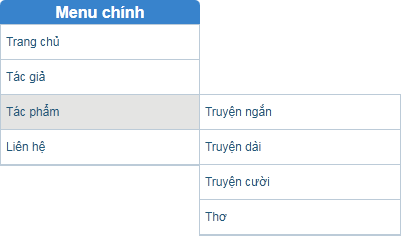 Menu chính
Trang chủ
Tác giả
Tác phẩm
Liên hệ
Truyện ngắn
Truyện dài
Truyện cười
Thơ